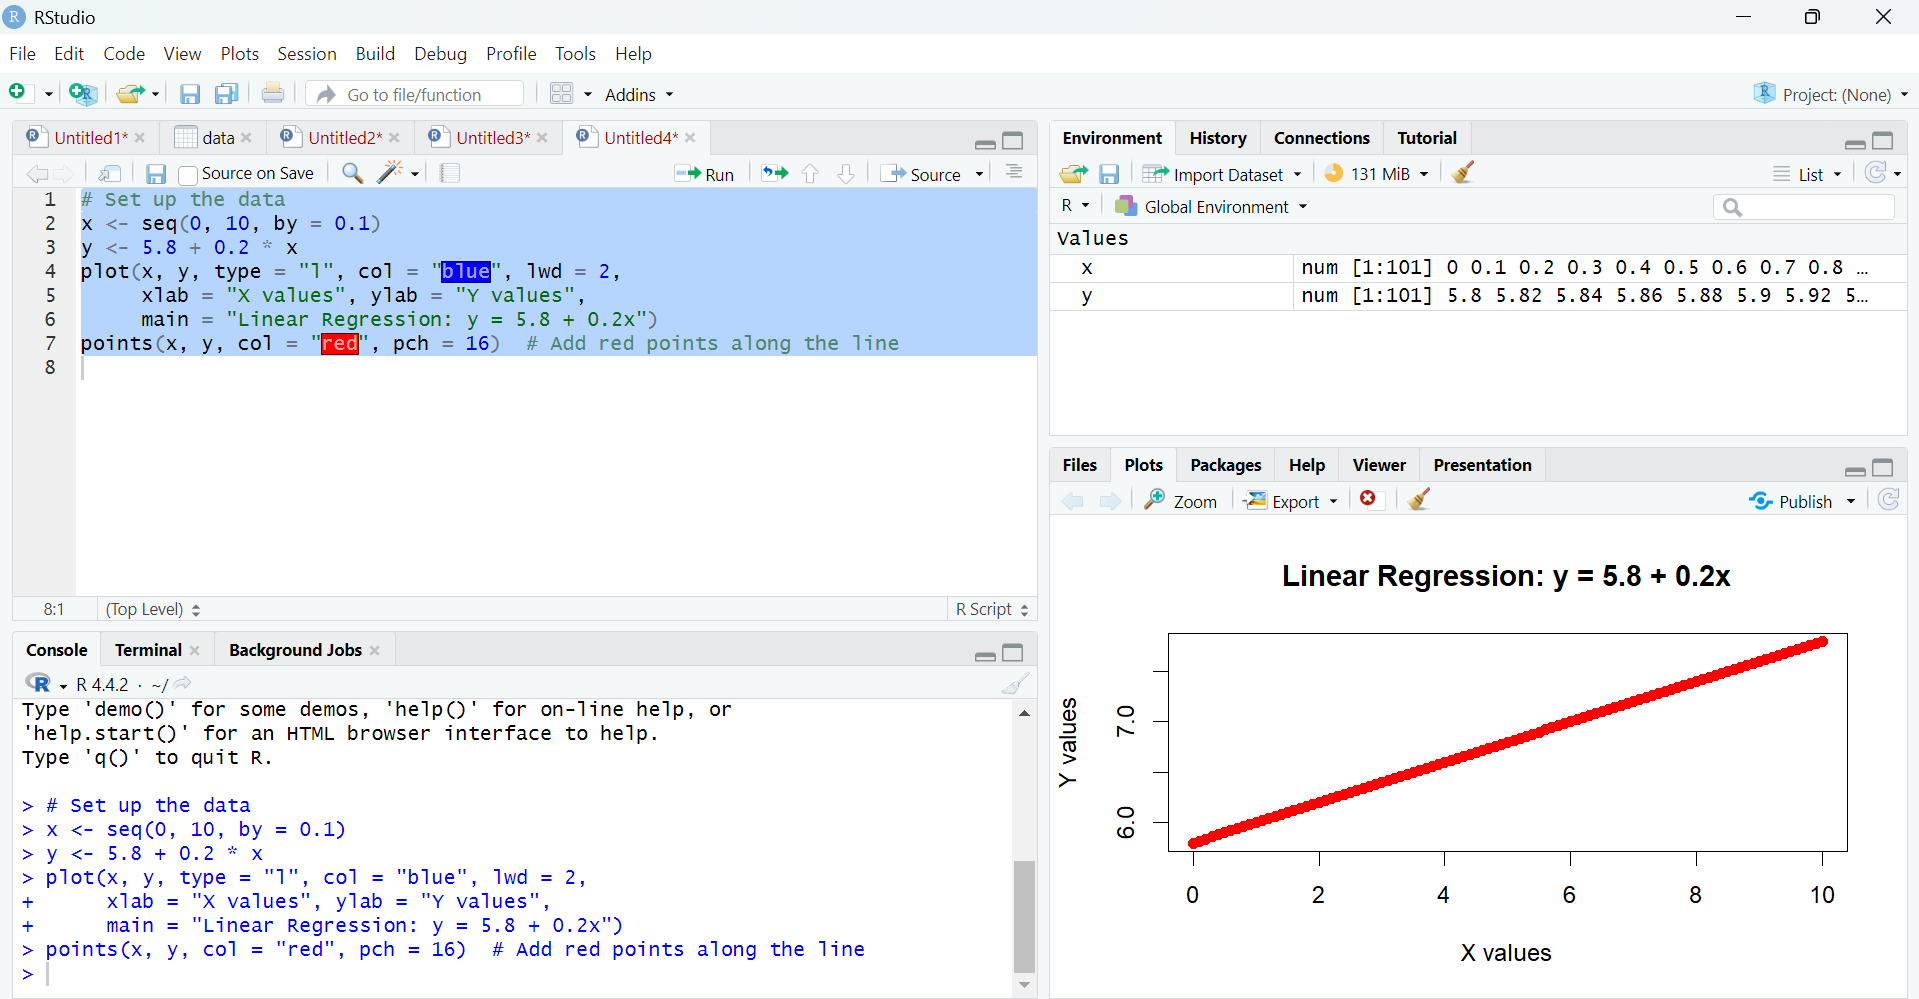 RStudio
File Edit Code View Plots Session Build Debug Profile Tools Help
Go to file/function Addins Project: (None)
Untitled1* data Untitled2* Untitled3* Untitled4*
Source on Save Run Source
1 # Set up the data
2 x <- seq(0, 10, by = 0.1)
3 y <- 5.8 + 0.2 * x
4 plot(x, y, type = "l", col = "blue", lwd = 2,
5      xlab = "X values", ylab = "Y values",
6      main = "Linear Regression: y = 5.8 + 0.2x")
7 points(x, y, col = "red", pch = 16)  # Add red points along the line
8
8:1 (Top Level) R Script
Console Terminal Background Jobs
R 4.4.2 · ~/
Type 'demo()' for some demos, 'help()' for on-line help, or
'help.start()' for an HTML browser interface to help.
Type 'q()' to quit R.
> # Set up the data
> x <- seq(0, 10, by = 0.1)
> y <- 5.8 + 0.2 * x
> plot(x, y, type = "l", col = "blue", lwd = 2,
+      xlab = "X values", ylab = "Y values",
+      main = "Linear Regression: y = 5.8 + 0.2x")
> points(x, y, col = "red", pch = 16)  # Add red points along the line
>
Environment History Connections Tutorial
Import Dataset 131 MiB List
R Global Environment
Values
x num [1:101] 0 0.1 0.2 0.3 0.4 0.5 0.6 0.7 0.8 ...
y num [1:101] 5.8 5.82 5.84 5.86 5.88 5.9 5.92 5...
Files Plots Packages Help Viewer Presentation
Zoom Export Publish
Linear Regression: y = 5.8 + 0.2x
Y values
7.0
6.0
0 2 4 6 8 10
X values